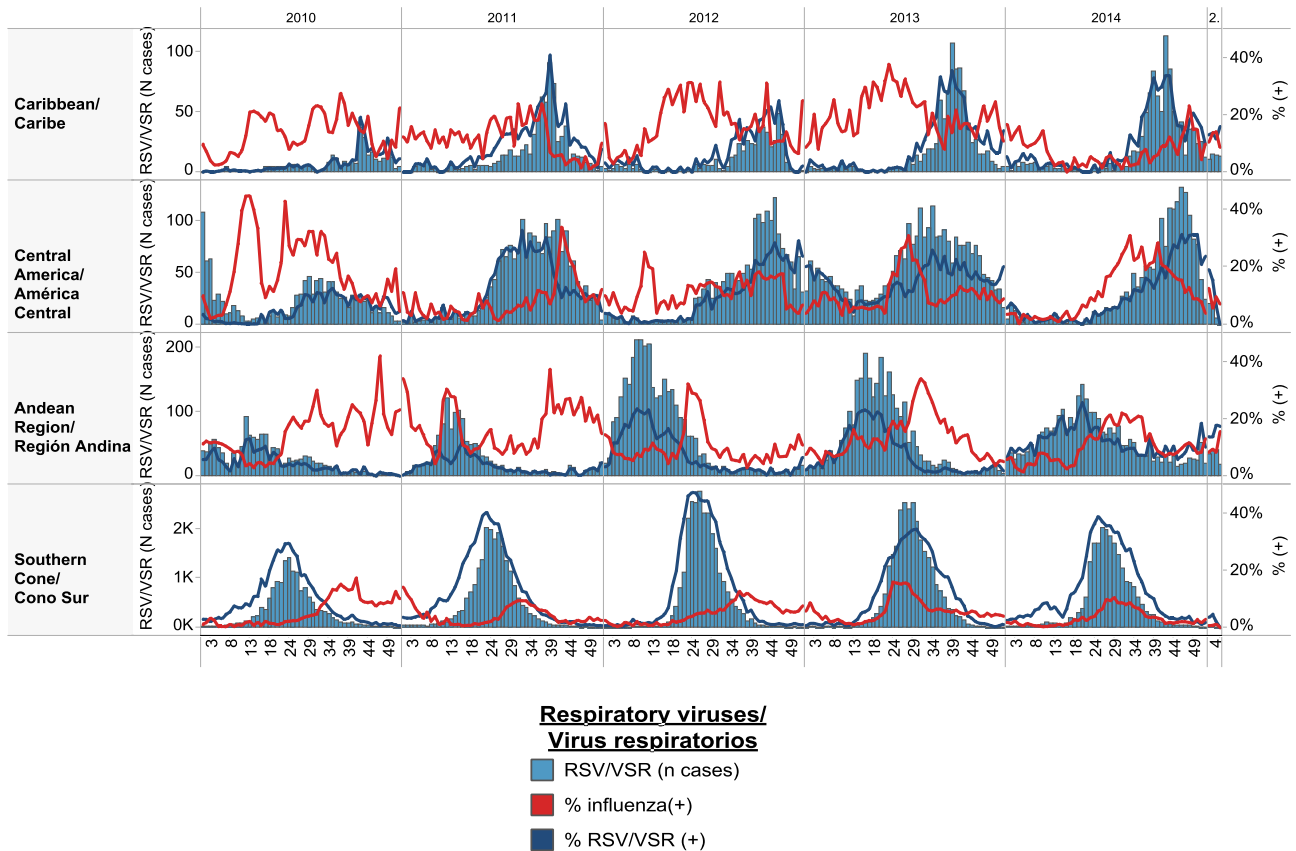 2010 2011 2012 2013 2014 2.
Caribbean/
Caribe
RSV/VSR (N cases)
100
50
0
40%
20%
0%
% (+)
Central
America/
América
Central
RSV/VSR (N cases)
100
50
0
40%
20%
0%
% (+)
Andean
Region/
Región Andina
RSV/VSR (N cases)
200
100
0
40%
20%
0%
% (+)
Southern
Cone/
Cono Sur
RSV/VSR (N cases)
2K
1K
0K
40%
20%
0%
% (+)
3 8 13 18 24 29 34 39 44 49 3 8 13 18 24 29 34 39 44 49 3 8 13 18 24 29 34 39 44 49 3 8 13 18 24 29 34 39 44 49 3 8 13 18 24 29 34 39 44 49 4
Respiratory viruses/
Virus respiratorios
RSV/VSR (n cases)
% influenza(+)
% RSV/VSR (+)